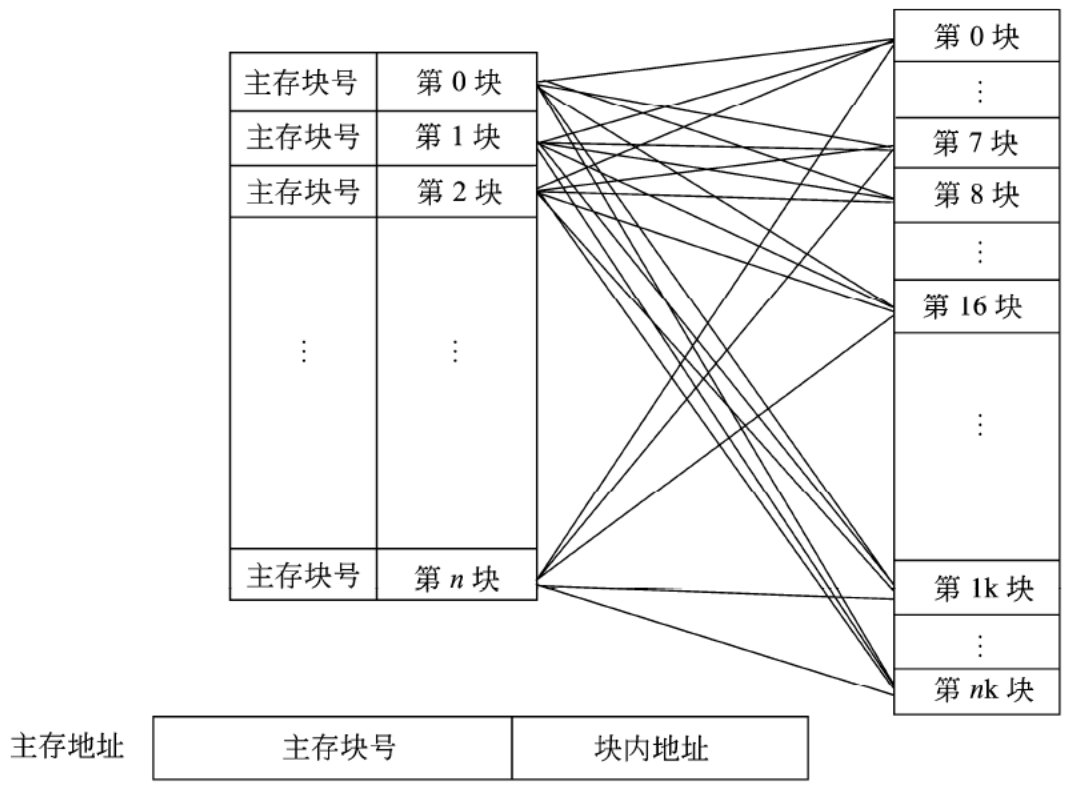 主存块号 第 0 块
主存块号 第 1 块
主存块号 第 2 块
⋮ ⋮
主存块号 第 n 块
第 0 块
⋮
第 7 块
第 8 块
⋮
第 16 块
⋮
第 1k 块
⋮
第 nk 块
主存地址 主存块号 块内地址